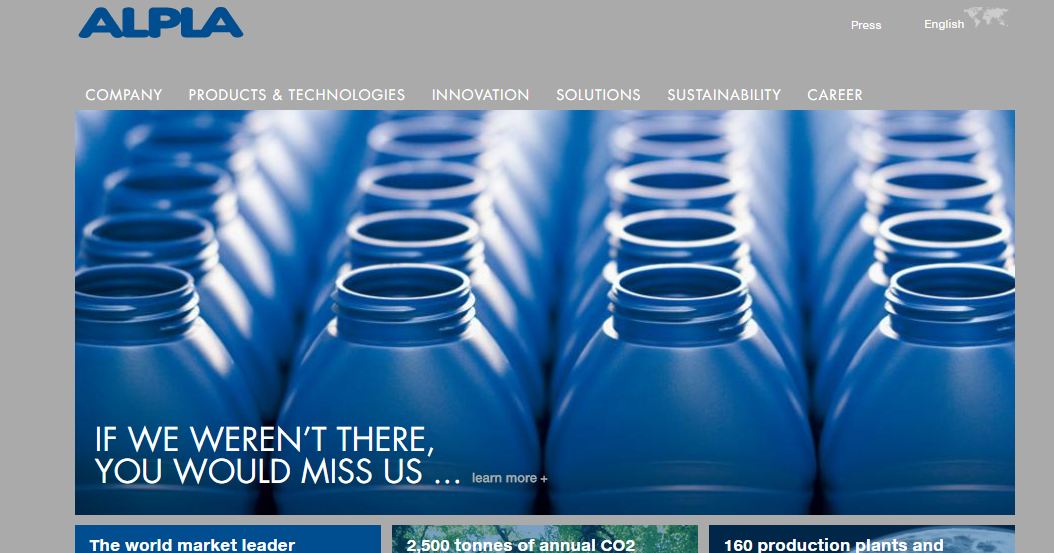 ALPLA
Press
English
COMPANY PRODUCTS & TECHNOLOGIES INNOVATION SOLUTIONS SUSTAINABILITY CAREER
IF WE WEREN'T THERE,
YOU WOULD MISS US ... learn more +
The world market leader
2,500 tonnes of annual CO2
160 production plants and